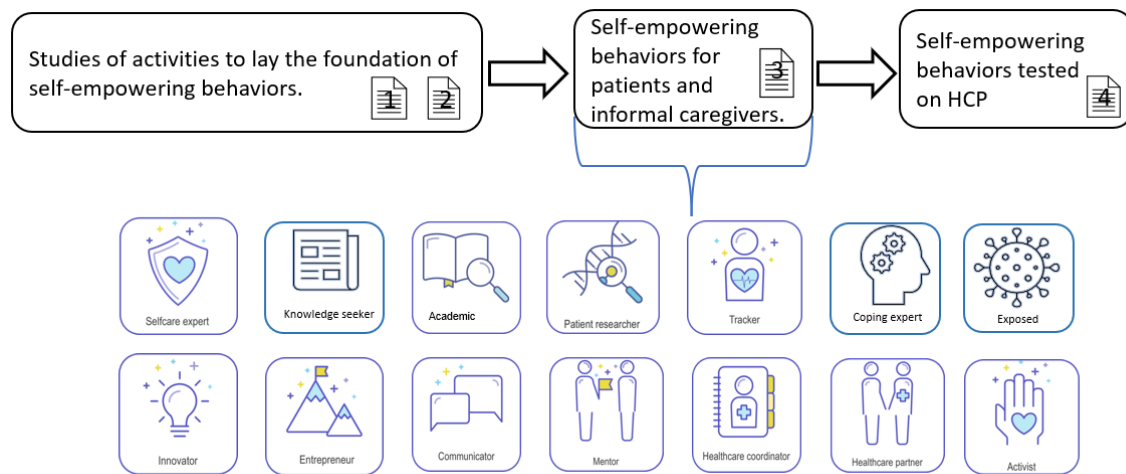 Studies of activities to lay the foundation of
self-empowering behaviors.
1 2
Self-empowering
behaviors for
patients and
informal caregivers.
3
Self-empowering
behaviors tested
on HCP
4
Selfcare expert
Knowledge seeker
Academic
Patient researcher
Tracker
Coping expert
Exposed
Innovator
Entrepreneur
Communicator
Mentor
Healthcare coordinator
Healthcare partner
Activist